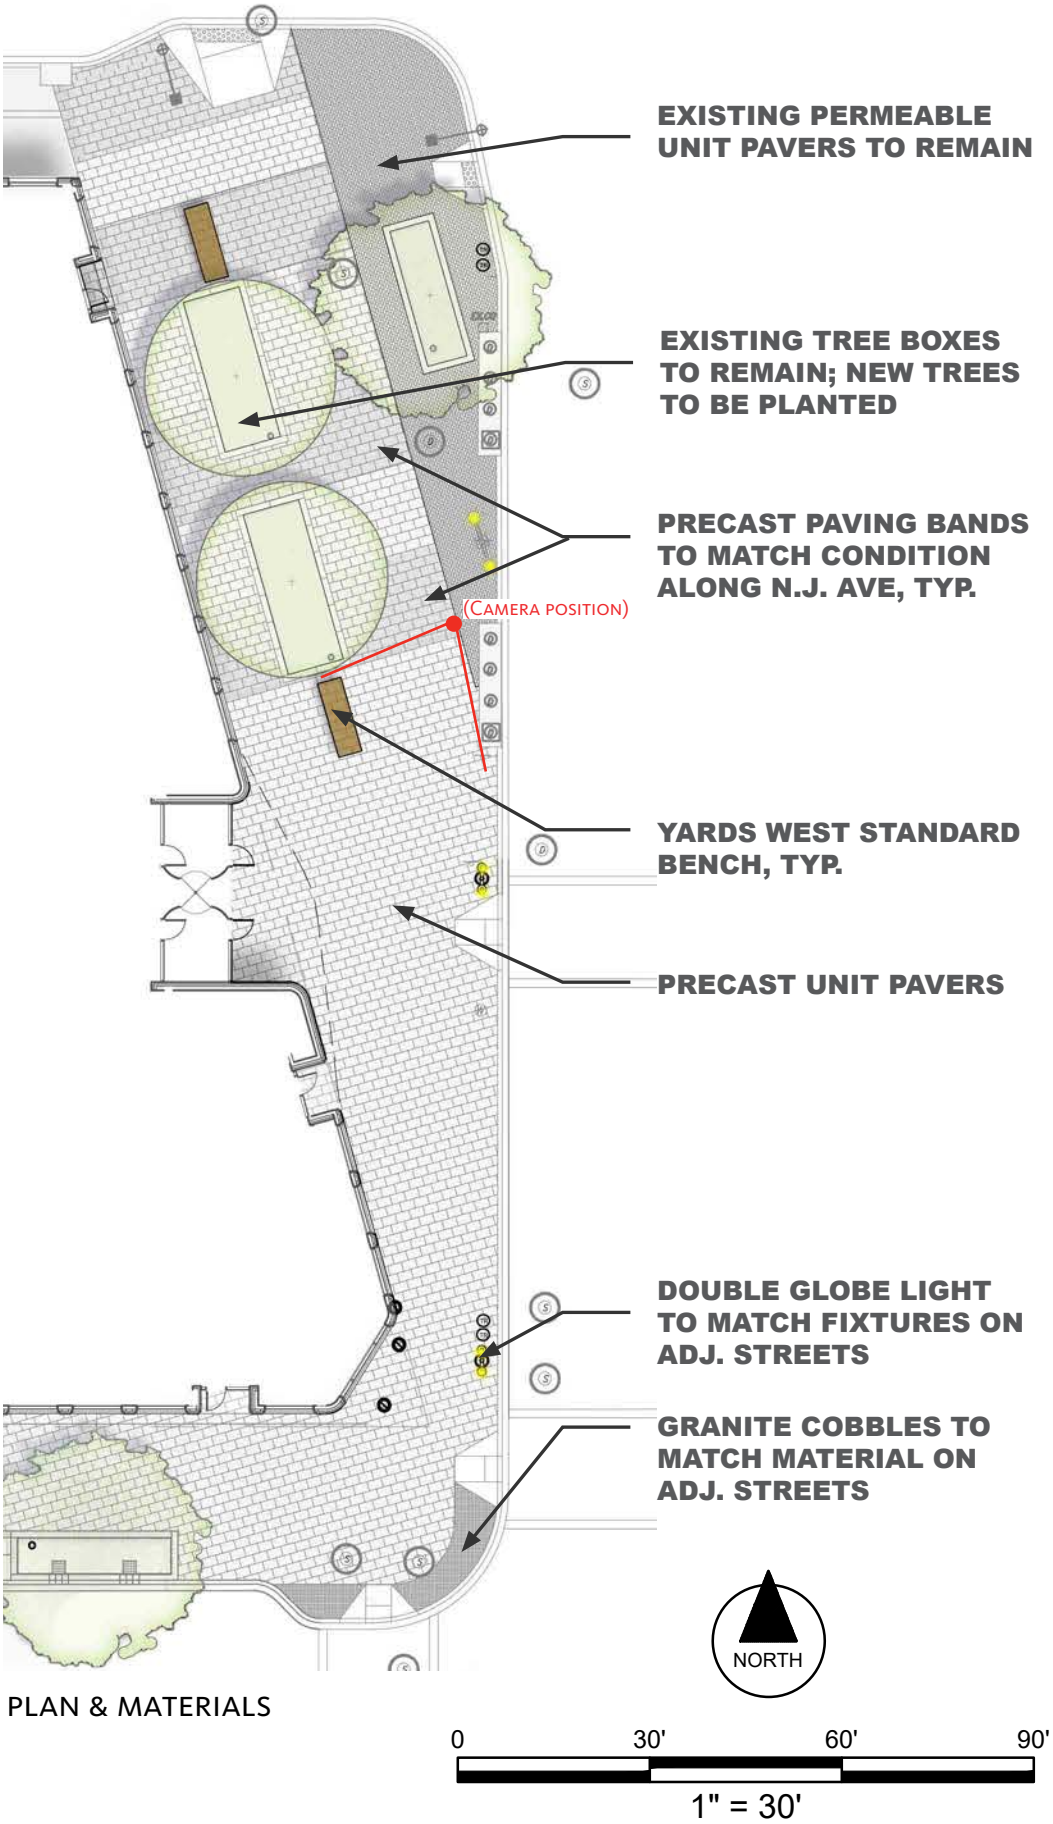 EXISTING PERMEABLE
UNIT PAVERS TO REMAIN
EXISTING TREE BOXES
TO REMAIN; NEW TREES
TO BE PLANTED
PRECAST PAVING BANDS
TO MATCH CONDITION
ALONG N.J. AVE, TYP.
(CAMERA POSITION)
YARDS WEST STANDARD
BENCH, TYP.
PRECAST UNIT PAVERS
DOUBLE GLOBE LIGHT
TO MATCH FIXTURES ON
ADJ. STREETS
GRANITE COBBLES TO
MATCH MATERIAL ON
ADJ. STREETS
NORTH
PLAN & MATERIALS
0 30' 60' 90'
1" = 30'